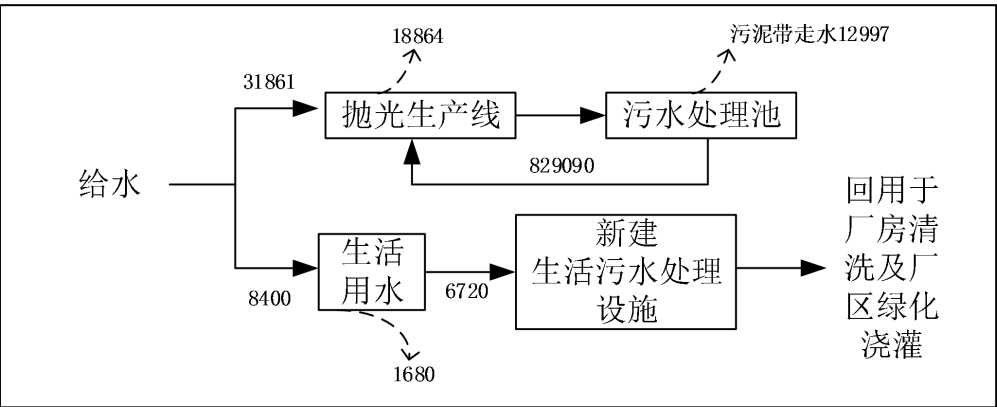 18864
污泥带走水12997
31861
抛光生产线
污水处理池
829090
给水
回用于
厂房清
洗及厂
区绿化
浇灌
生活
用水
新建
生活污水处理
设施
8400
6720
1680